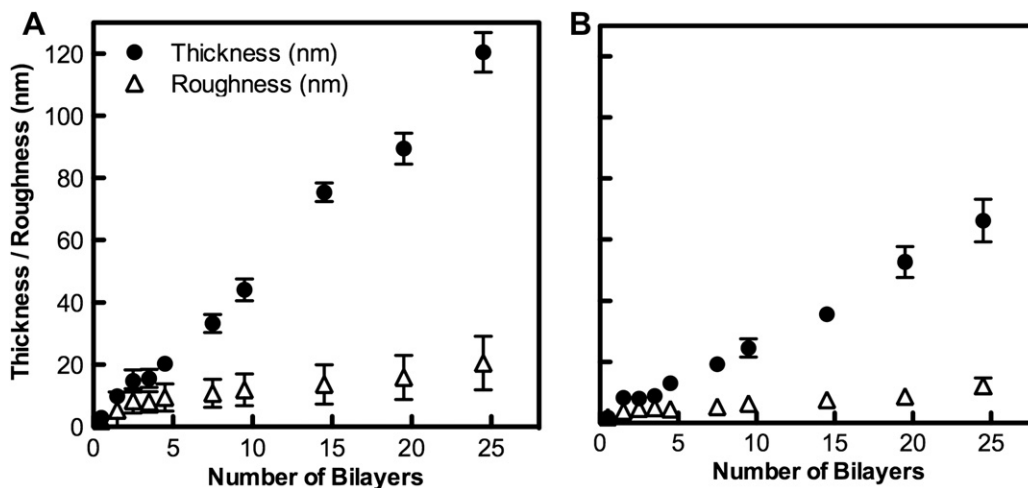 A
B
Thickness / Roughness (nm)
120
100
80
60
40
20
0
Thickness (nm)
Roughness (nm)
0 5 10 15 20 25
Number of Bilayers
0 5 10 15 20 25
Number of Bilayers